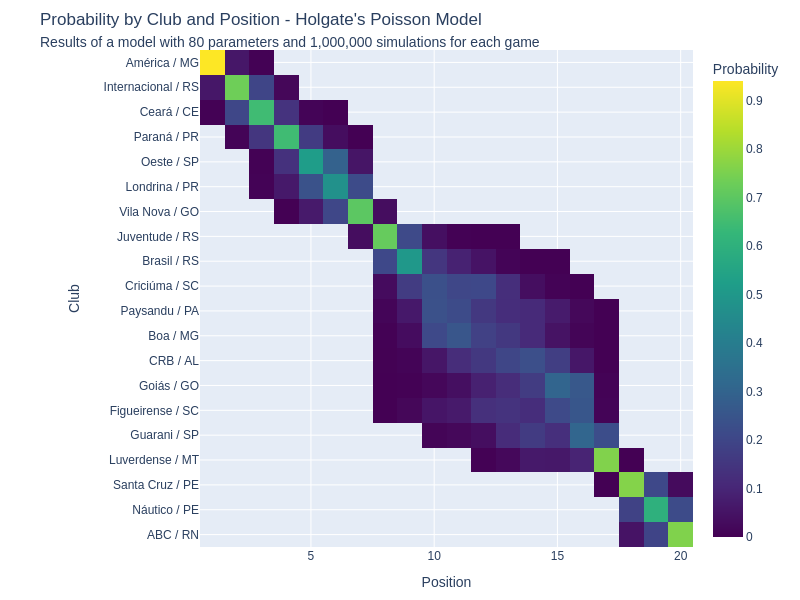 Probability by Club and Position - Holgate's Poisson Model
Results of a model with 80 parameters and 1,000,000 simulations for each game
Probability
América / MG
Internacional / RS
Ceará / CE
Paraná / PR
Oeste / SP
Londrina / PR
Vila Nova / GO
Juventude / RS
Brasil / RS
Criciúma / SC
Paysandu / PA
Boa / MG
CRB / AL
Goiás / GO
Figueirense / SC
Guarani / SP
Luverdense / MT
Santa Cruz / PE
Náutico / PE
ABC / RN
Club
5
10
15
20
Position
0.9
0.8
0.7
0.6
0.5
0.4
0.3
0.2
0.1
0